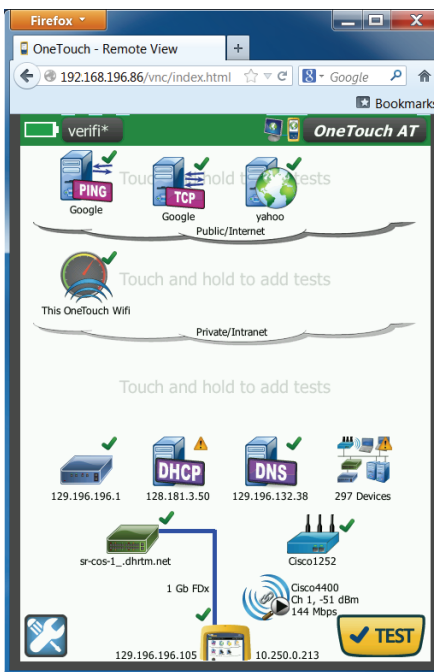 Firefox
OneTouch - Remote View
+
192.168.196.86/vnc/index.html
8 - Google
Bookmarks
verifi*
OneTouch AT
Touch and hold to add tests
PING
TCP
Google
Google
yahoo
Public/Internet
Touch and hold to add tests
This OneTouch Wifi
Private/Intranet
Touch and hold to add tests
DHCP
DNS
129.196.196.1
128.181.3.50
129.196.132.38
297 Devices
sr-cos-1_.dhrtm.net
Cisco1252
1 Gb FDx
Cisco4400
Ch 1, -51 dBm
144 Mbps
TEST
129.196.196.105
10.250.0.213